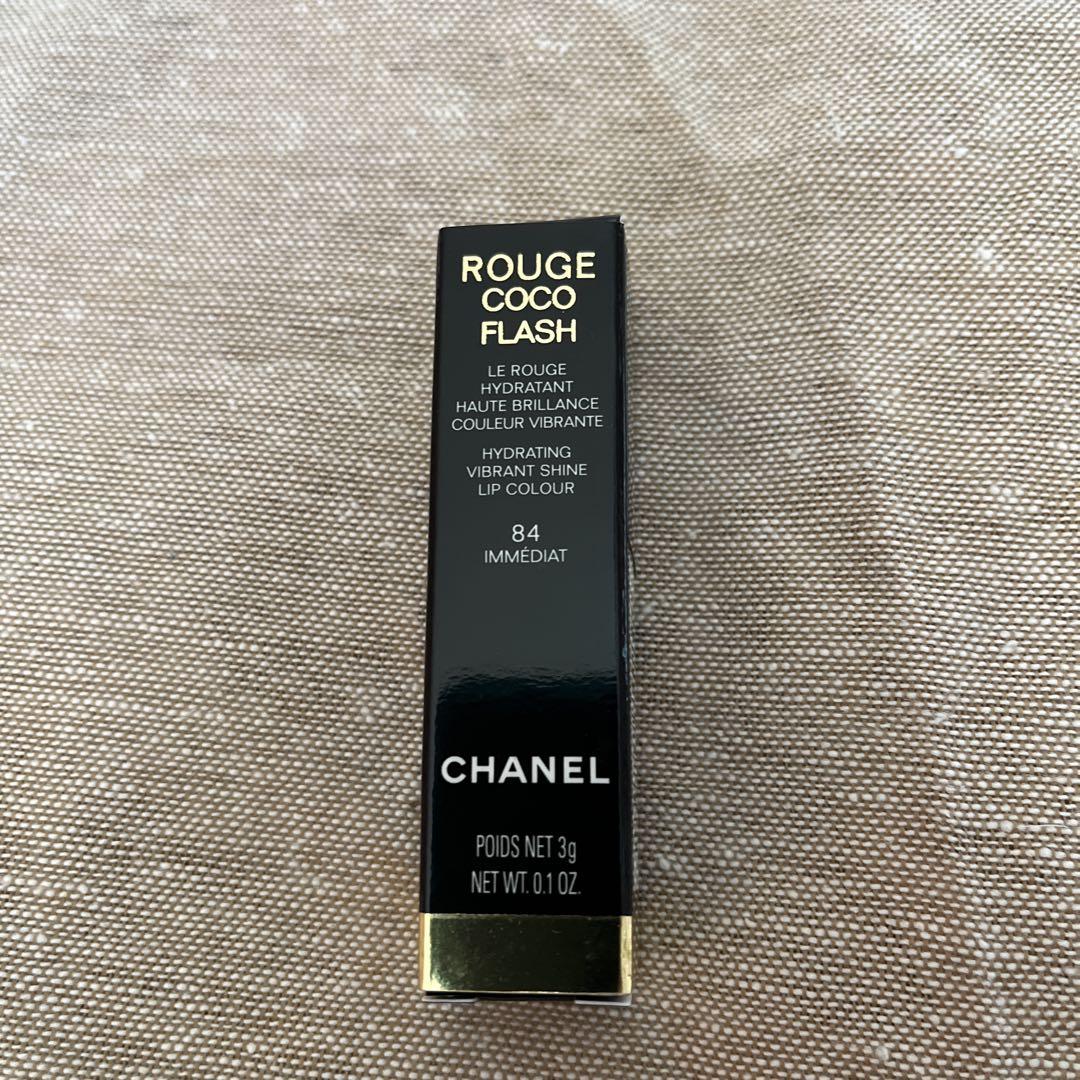 ROUGE
COCO
FLASH
LE ROUGE
HYDRATANT
HAUTE BRILLANCE
COULEUR VIBRANTE
HYDRATING
VIBRANT SHINE
LIP COLOUR
84
IMMÉDIAT
CHANEL
POIDS NET 3g
NET WT. 0.1 OZ.